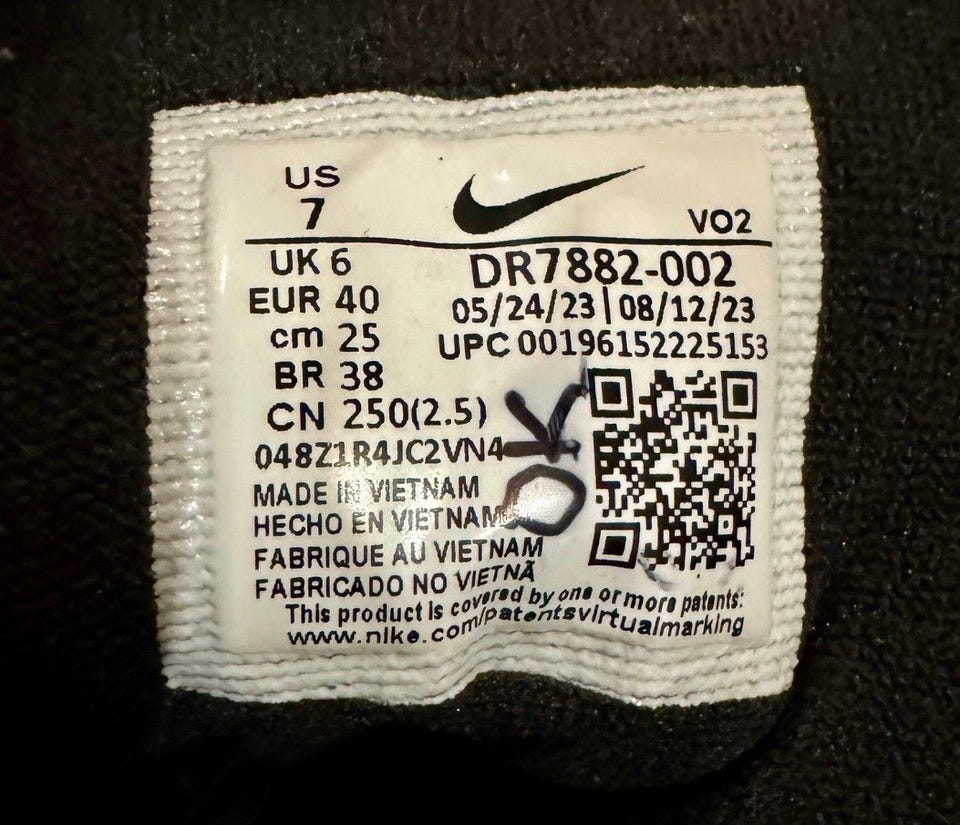 US
7
VO2
UK 6
EUR 40
cm 25
BR 38
CN 250(2.5)
048Z1R4JC2VN4
DR7882-002
05/24/23|08/12/23
UPC 00196152225153
OK
MADE IN VIETNAM
HECHO EN VIETNAM
FABRIQUE AU VIETNAM
FABRICADO NO VIETNÃ
This product is covered by one or more patents:
www.nike.com/patentsvirtualmarking